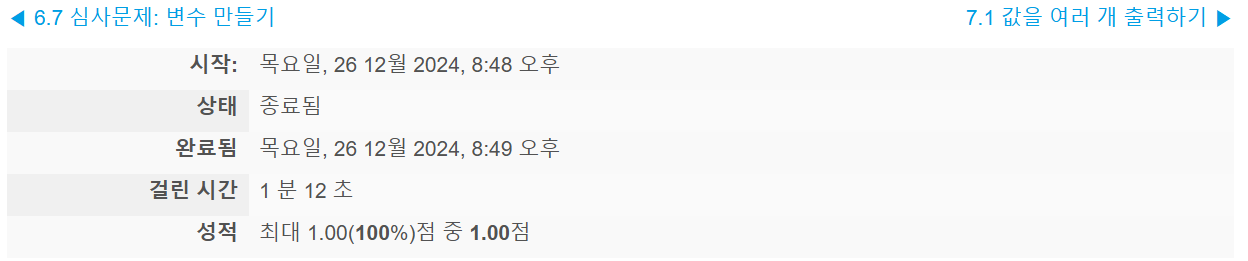 ◀ 6.7 심사문제: 변수 만들기 7.1 값을 여러 개 출력하기 ▶
시작: 목요일, 26 12월 2024, 8:48 오후
상태 종료됨
완료됨 목요일, 26 12월 2024, 8:49 오후
걸린 시간 1 분 12 초
성적 최대 1.00(100%)점 중 1.00점